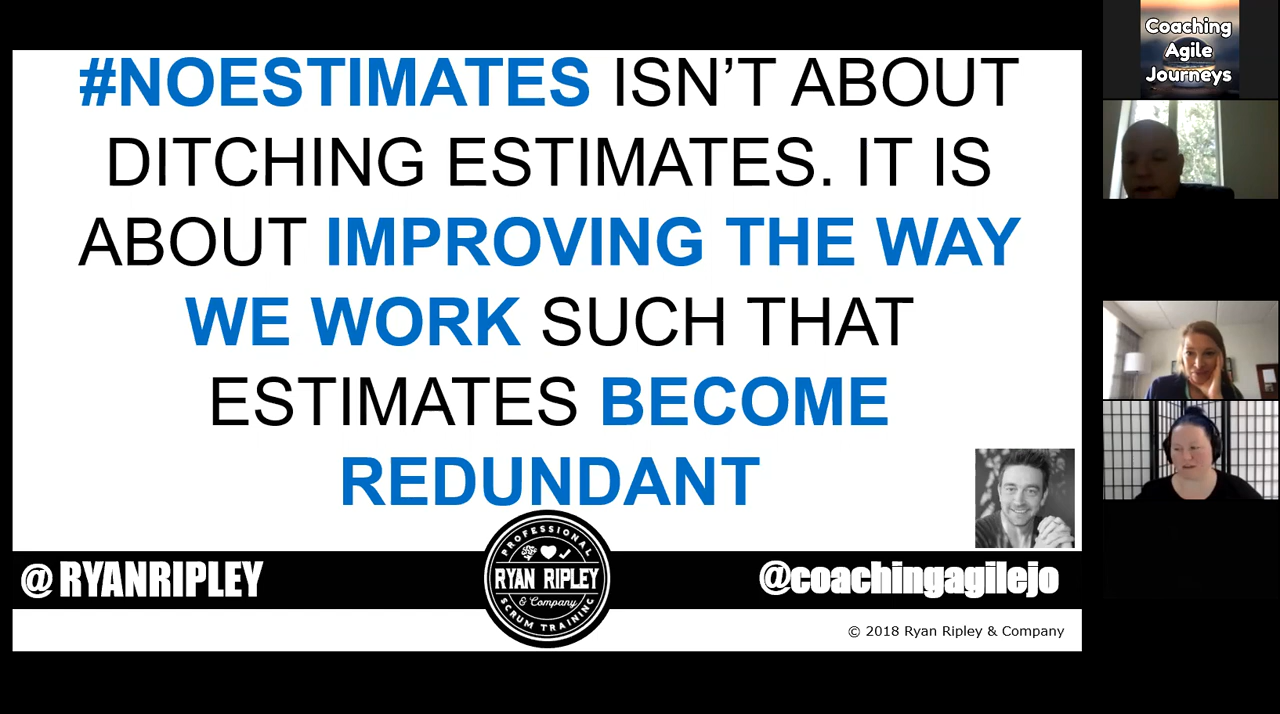 #NOESTIMATES ISN’T ABOUT
DITCHING ESTIMATES. IT IS
ABOUT IMPROVING THE WAY
WE WORK SUCH THAT
ESTIMATES BECOME
REDUNDANT
@RYANRIPLEY
PROFESSIONAL
RYAN RIPLEY
& Company
SCRUM TRAINING
@coachingagilejo
© 2018 Ryan Ripley & Company
Coaching
Agile
Journeys